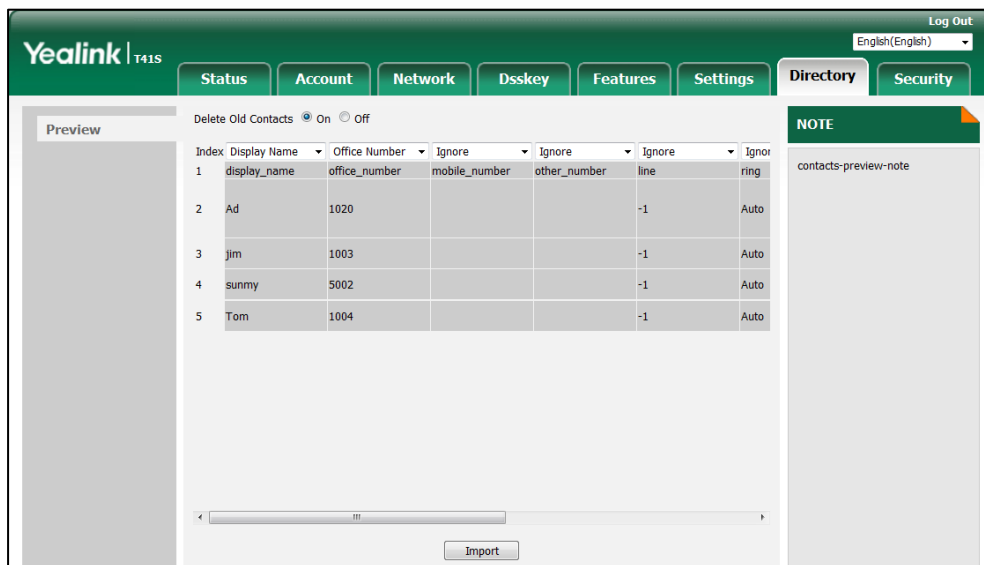 Log Out
Yealink | T41S
English(English)
Status Account Network Dsskey Features Settings Directory Security
Preview
Delete Old Contacts On Off
NOTE
Index Display Name Office Number Ignore Ignore Ignore Ignor
1 display_name office_number mobile_number other_number line ring
contacts-preview-note
2 Ad 1020 -1 Auto
3 jim 1003 -1 Auto
4 sunmy 5002 -1 Auto
5 Tom 1004 -1 Auto
Import